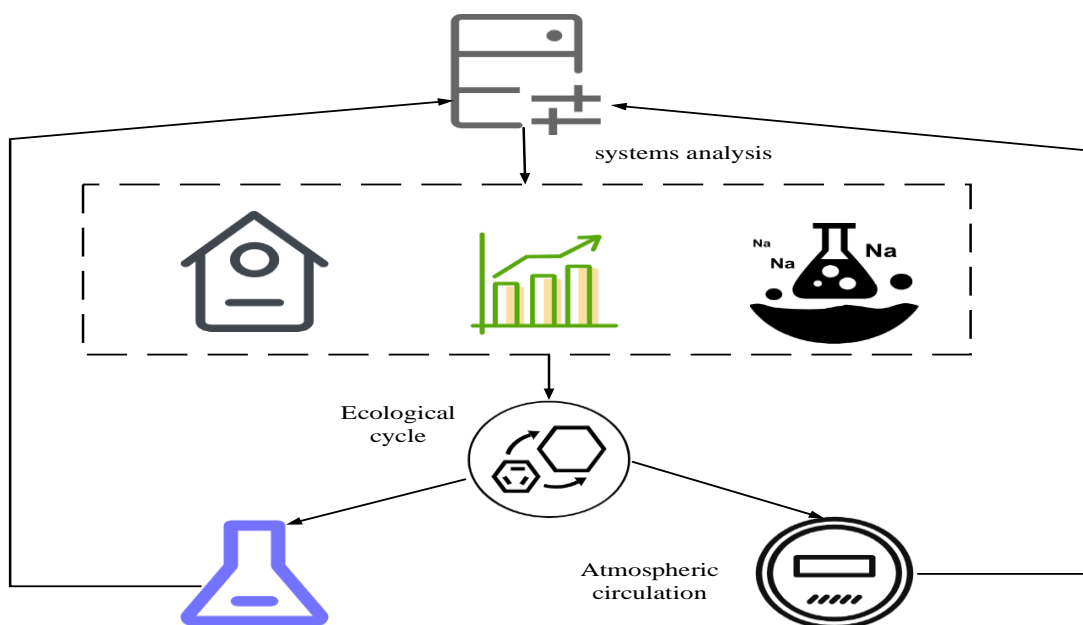 systems analysis
Na
Na
Na
Ecological
cycle
Atmospheric
circulation